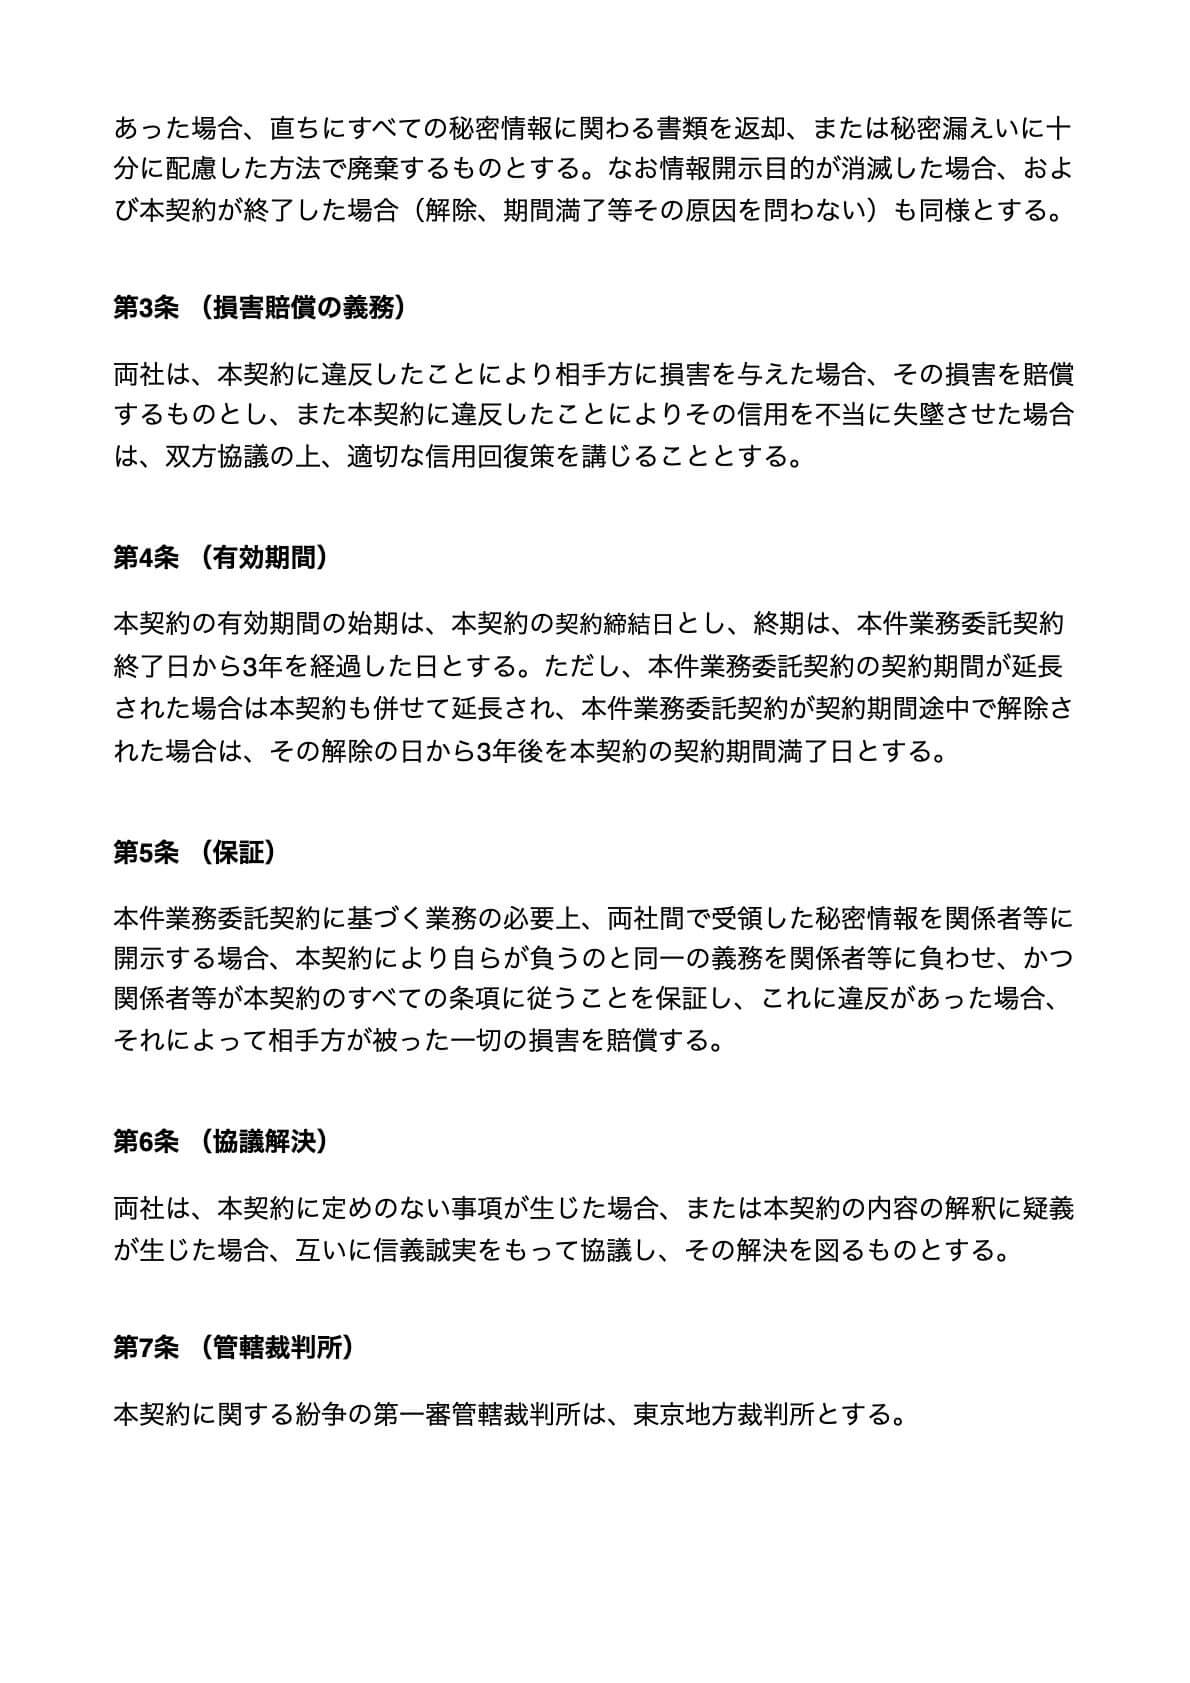 あった場合、直ちにすべての秘密情報に関わる書類を返却、または秘密漏えいに十
分に配慮した方法で廃棄するものとする。なお情報開示目的が消滅した場合、およ
び本契約が終了した場合（解除、期間満了等その原因を問わない）も同様とする。
第3条 （損害賠償の義務）
両社は、本契約に違反したことにより相手方に損害を与えた場合、その損害を賠償
するものとし、また本契約に違反したことによりその信用を不当に失墜させた場合
は、双方協議の上、適切な信用回復策を講じることとする。
第4条 （有効期間）
本契約の有効期間の始期は、本契約の契約締結日とし、終期は、本件業務委託契約
終了日から3年を経過した日とする。ただし、本件業務委託契約の契約期間が延長
された場合は本契約も併せて延長され、本件業務委託契約が契約期間途中で解除さ
れた場合は、その解除の日から3年後を本契約の契約期間満了日とする。
第5条 （保証）
本件業務委託契約に基づく業務の必要上、両社間で受領した秘密情報を関係者等に
開示する場合、本契約により自らが負うのと同一の義務を関係者等に負わせ、かつ
関係者等が本契約のすべての条項に従うことを保証し、これに違反があった場合、
それによって相手方が被った一切の損害を賠償する。
第6条 （協議解決）
両社は、本契約に定めのない事項が生じた場合、または本契約の内容の解釈に疑義
が生じた場合、互いに信義誠実をもって協議し、その解決を図るものとする。
第7条 （管轄裁判所）
本契約に関する紛争の第一審管轄裁判所は、東京地方裁判所とする。